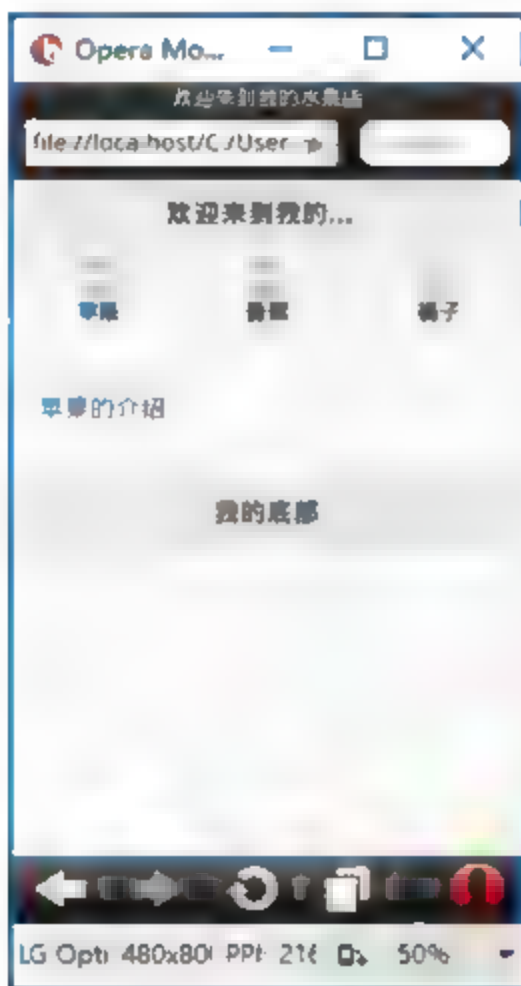 Opera Mo...
欢迎来到我的水果店
file://localhost/C:/User
欢迎来到我的...
苹果 香蕉 橘子
苹果的介绍
我的底部
LG Opti 480x80 PPI: 216 50%